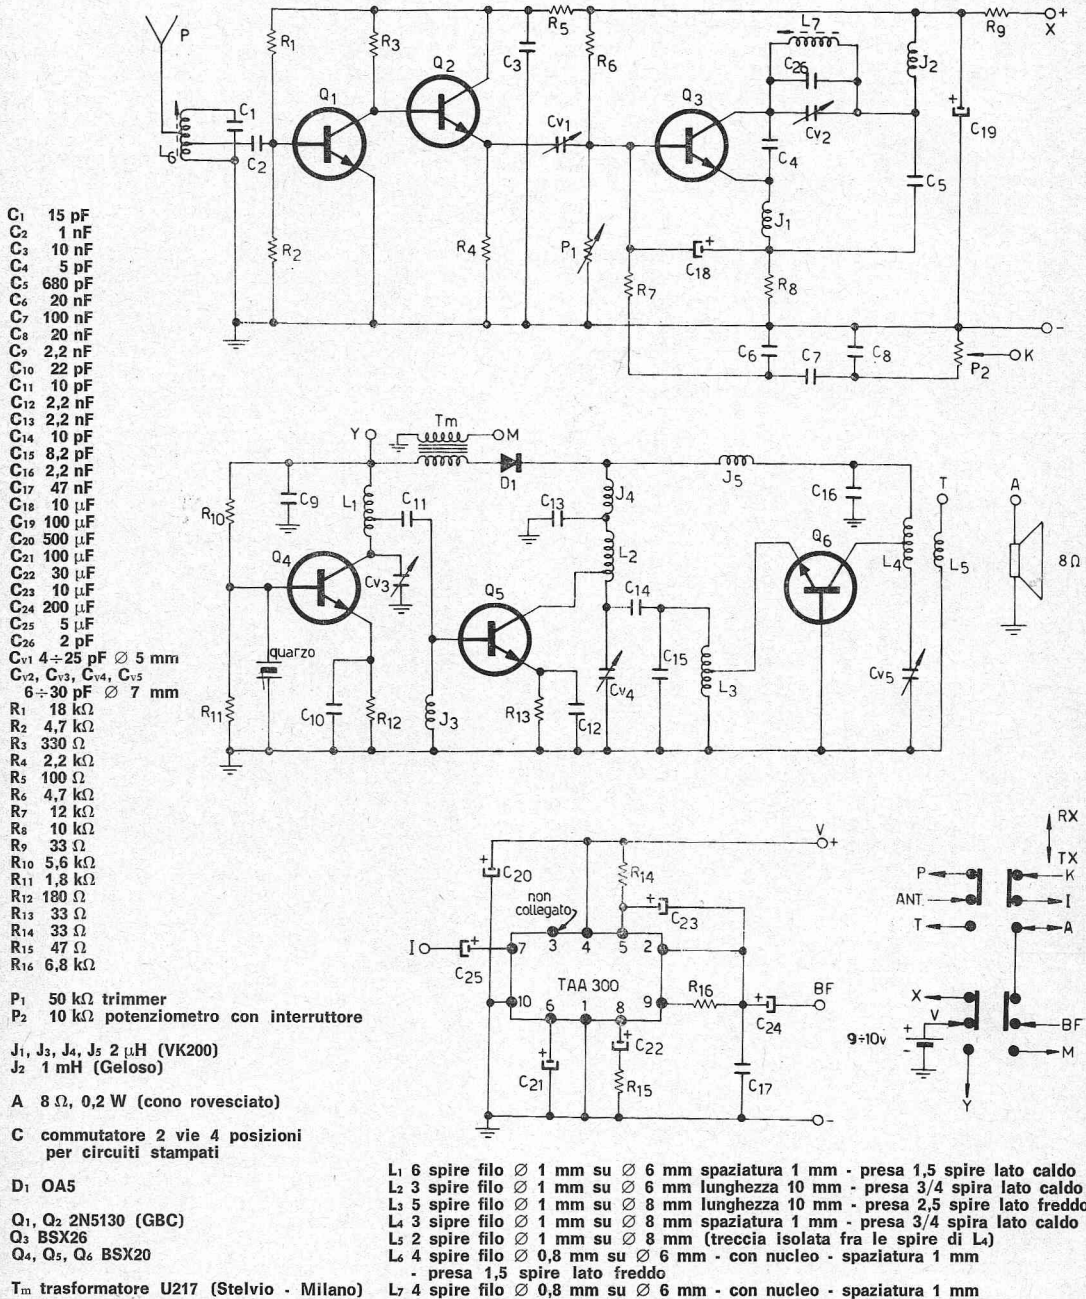 L7
+
X
R1
R3
R5
R9
P
Q2
C3
R6
C26
J2
Q1
Q3
C1
Cv1
Cv2
+
C19
L6
C2
C4
C5
J1
R2
R4
P1
+
C18
R7
R8
-
C6
C7
C8
P2
K
C1 15 pF
C2 1 nF
C3 10 nF
C4 5 pF
C5 680 pF
C6 20 nF
C7 100 nF
C8 20 nF
C9 2,2 nF
C10 22 pF
C11 10 pF
C12 2,2 nF
C13 2,2 nF
C14 10 pF
C15 8,2 pF
C16 2,2 nF
C17 47 nF
C18 10 µF
C19 100 µF
C20 500 µF
C21 100 µF
C22 30 µF
C23 10 µF
C24 200 µF
C25 5 µF
C26 2 pF
Cv1 4÷25 pF Ø 5 mm
Cv2, Cv3, Cv4, Cv5
6÷30 pF Ø 7 mm
R1 18 kΩ
R2 4,7 kΩ
R3 330 Ω
R4 2,2 kΩ
R5 100 Ω
R6 4,7 kΩ
R7 12 kΩ
R8 10 kΩ
R9 33 Ω
R10 5,6 kΩ
R11 1,8 kΩ
R12 180 Ω
R13 33 Ω
R14 33 Ω
R15 47 Ω
R16 6,8 kΩ
P1 50 kΩ trimmer
P2 10 kΩ potenziometro con interruttore
J1, J3, J4, J5 2 µH (VK200)
J2 1 mH (Geloso)
A 8 Ω, 0,2 W (cono rovesciato)
C commutatore 2 vie 4 posizioni
per circuiti stampati
D1 OA5
Q1, Q2 2N5130 (GBC)
Q3 BSX26
Q4, Q5, Q6 BSX20
Tm trasformatore U217 (Stelvio - Milano)
Y
Tm
M
D1
J5
C9
L1
C11
C13
J4
C16
T
A
R10
Q4
L2
Q6
L4
L5
8Ω
Cv3
Q5
C14
quarzo
C15
L3
Cv4
Cv5
R11
C10
R12
J3
R13
C12
V
+
+
C20
R14
non
collegato
+
C23
I
+
C25
7
3
4
5
2
TAA 300
10
6
1
8
9
R16
+
C24
BF
+
C21
+
C22
R15
C17
-
RX
TX
P
K
ANT.
I
T
A
X
V
+
9÷10v
-
BF
M
Y
L1 6 spire filo Ø 1 mm su Ø 6 mm spaziatura 1 mm - presa 1,5 spire lato caldo
L2 3 spire filo Ø 1 mm su Ø 6 mm lunghezza 10 mm - presa 3/4 spira lato caldo
L3 5 spire filo Ø 1 mm su Ø 8 mm lunghezza 10 mm - presa 2,5 spire lato freddo
L4 3 sipre filo Ø 1 mm su Ø 8 mm spaziatura 1 mm - presa 3/4 spira lato caldo
L5 2 spire filo Ø 1 mm su Ø 8 mm (treccia isolata fra le spire di L4)
L6 4 spire filo Ø 0,8 mm su Ø 6 mm - con nucleo - spaziatura 1 mm
- presa 1,5 spire lato freddo
L7 4 spire filo Ø 0,8 mm su Ø 6 mm - con nucleo - spaziatura 1 mm